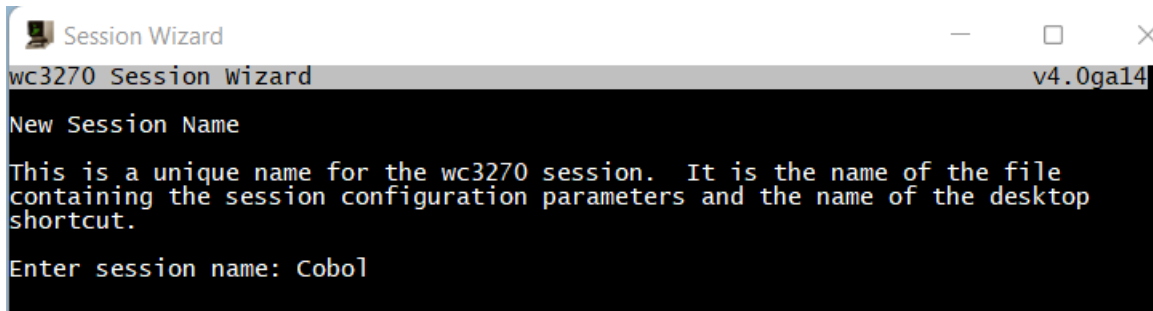 Session Wizard
wc3270 Session Wizard v4.0ga14
New Session Name
This is a unique name for the wc3270 session.  It is the name of the file
containing the session configuration parameters and the name of the desktop
shortcut.
Enter session name: Cobol